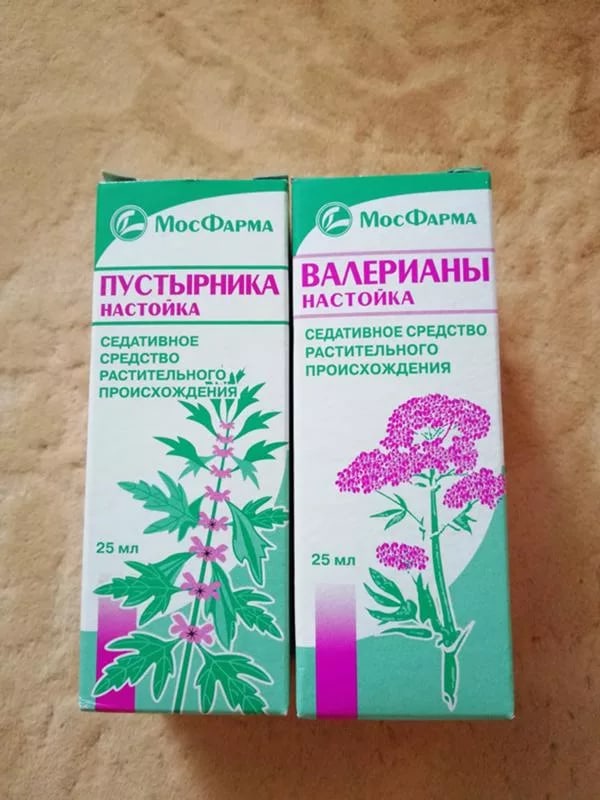 МосФарма
ПУСТЫРНИКА
НАСТОЙКА
СЕДАТИВНОЕ
СРЕДСТВО
РАСТИТЕЛЬНОГО
ПРОИСХОЖДЕНИЯ
25 мл
МосФарма
ВАЛЕРИАНЫ
НАСТОЙКА
СЕДАТИВНОЕ СРЕДСТВО
РАСТИТЕЛЬНОГО
ПРОИСХОЖДЕНИЯ
25 мл